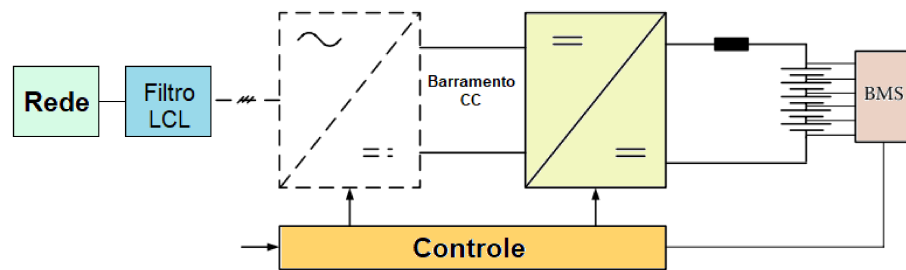 Rede
Filtro
LCL
Barramento
CC
BMS
Controle